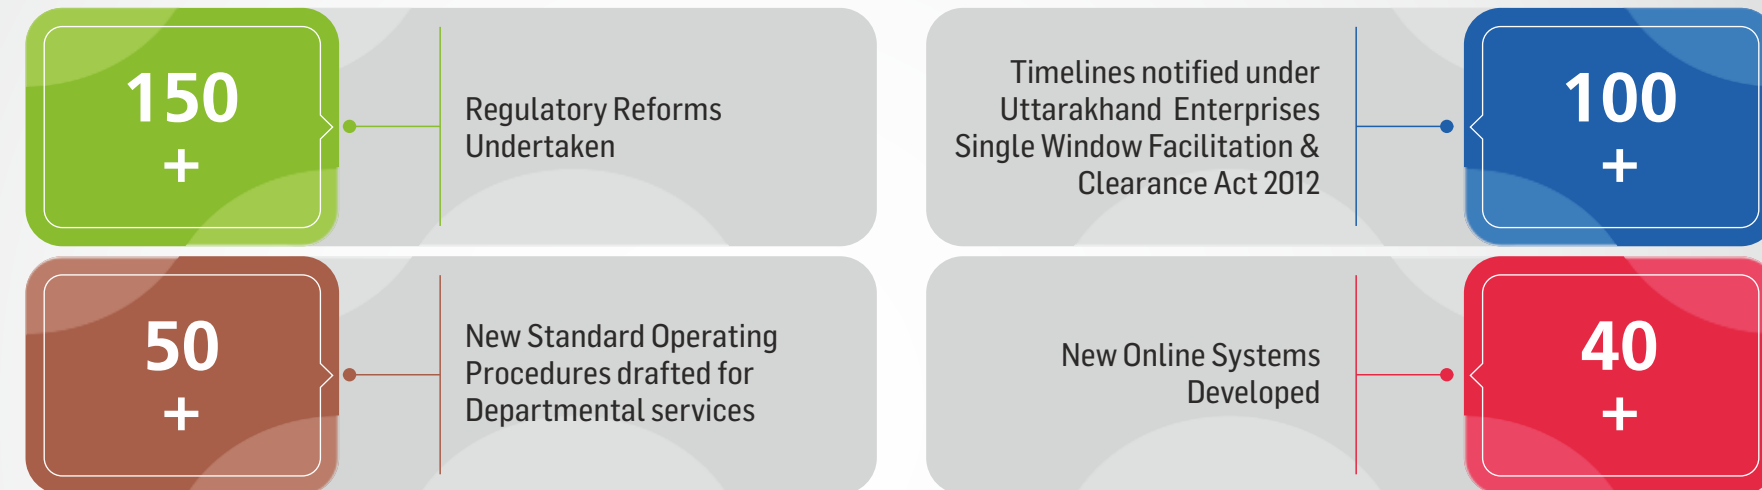 150
+
Regulatory Reforms
Undertaken
Timelines notified under
Uttarakhand Enterprises
Single Window Facilitation &
Clearance Act 2012
100
+
50
+
New Standard Operating
Procedures drafted for
Departmental services
New Online Systems
Developed
40
+